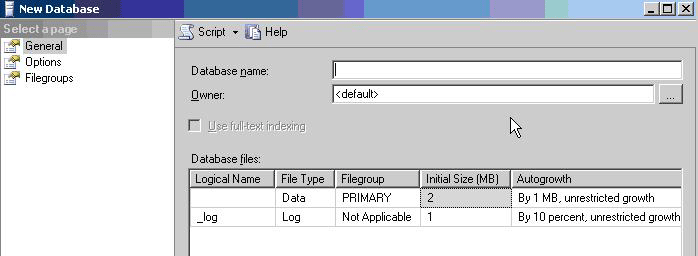 New Database
Select a page
General
Options
Filegroups
Script Help
Database name:
Owner: <default> ...
Use full-text indexing
Database files:
Logical Name File Type Filegroup Initial Size (MB) Autogrowth
Data PRIMARY 2 By 1 MB, unrestricted growth
_log Log Not Applicable 1 By 10 percent, unrestricted growth